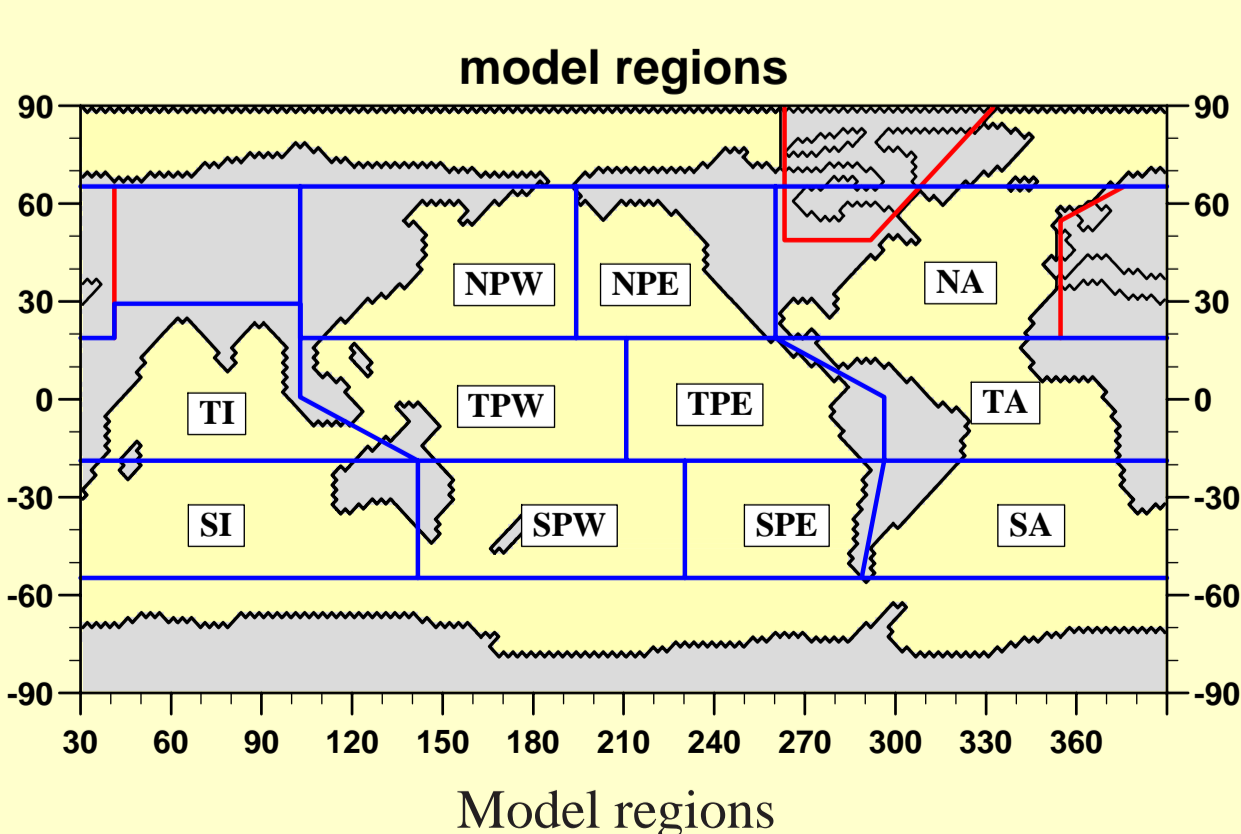 model regions
90 90
60 60
NPW NPE NA
30 30
0 TI TPW TPE TA 0
-30 -30
SI SPW SPE SA
-60 -60
-90 -90
30 60 90 120 150 180 210 240 270 300 330 360
Model regions